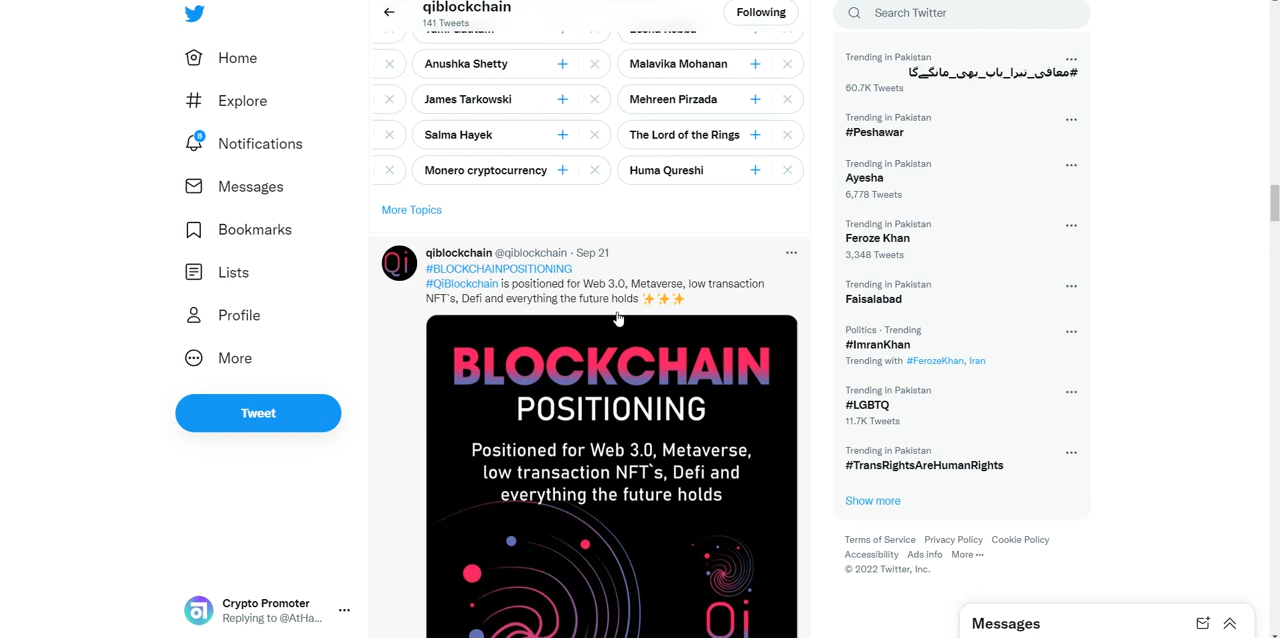 qiblockchain
141 Tweets
Following
Search Twitter
Home
Explore
8
Notifications
Messages
Bookmarks
Lists
Profile
More
Tweet
Crypto Promoter
Replying to @AtHa...
Anushka Shetty
Malavika Mohanan
James Tarkowski
Mehreen Pirzada
Salma Hayek
The Lord of the Rings
Monero cryptocurrency
Huma Qureshi
More Topics
Qi
qiblockchain @qiblockchain · Sep 21
#BLOCKCHAINPOSITIONING
#QiBlockchain is positioned for Web 3.0, Metaverse, low transaction
NFT`s, Defi and everything the future holds ✨✨✨
BLOCKCHAIN
POSITIONING
Positioned for Web 3.0, Metaverse,
low transaction NFT`s, Defi and
everything the future holds
Qi
Trending in Pakistan
#معافی_تیرا_باپ_بھی_مانگےگا
60.7K Tweets
Trending in Pakistan
#Peshawar
Trending in Pakistan
Ayesha
6,778 Tweets
Trending in Pakistan
Feroze Khan
3,348 Tweets
Trending in Pakistan
Faisalabad
Politics · Trending
#ImranKhan
Trending with #FerozeKhan, Iran
Trending in Pakistan
#LGBTQ
11.7K Tweets
Trending in Pakistan
#TransRightsAreHumanRights
Show more
Terms of Service Privacy Policy Cookie Policy
Accessibility Ads info More ···
© 2022 Twitter, Inc.
Messages